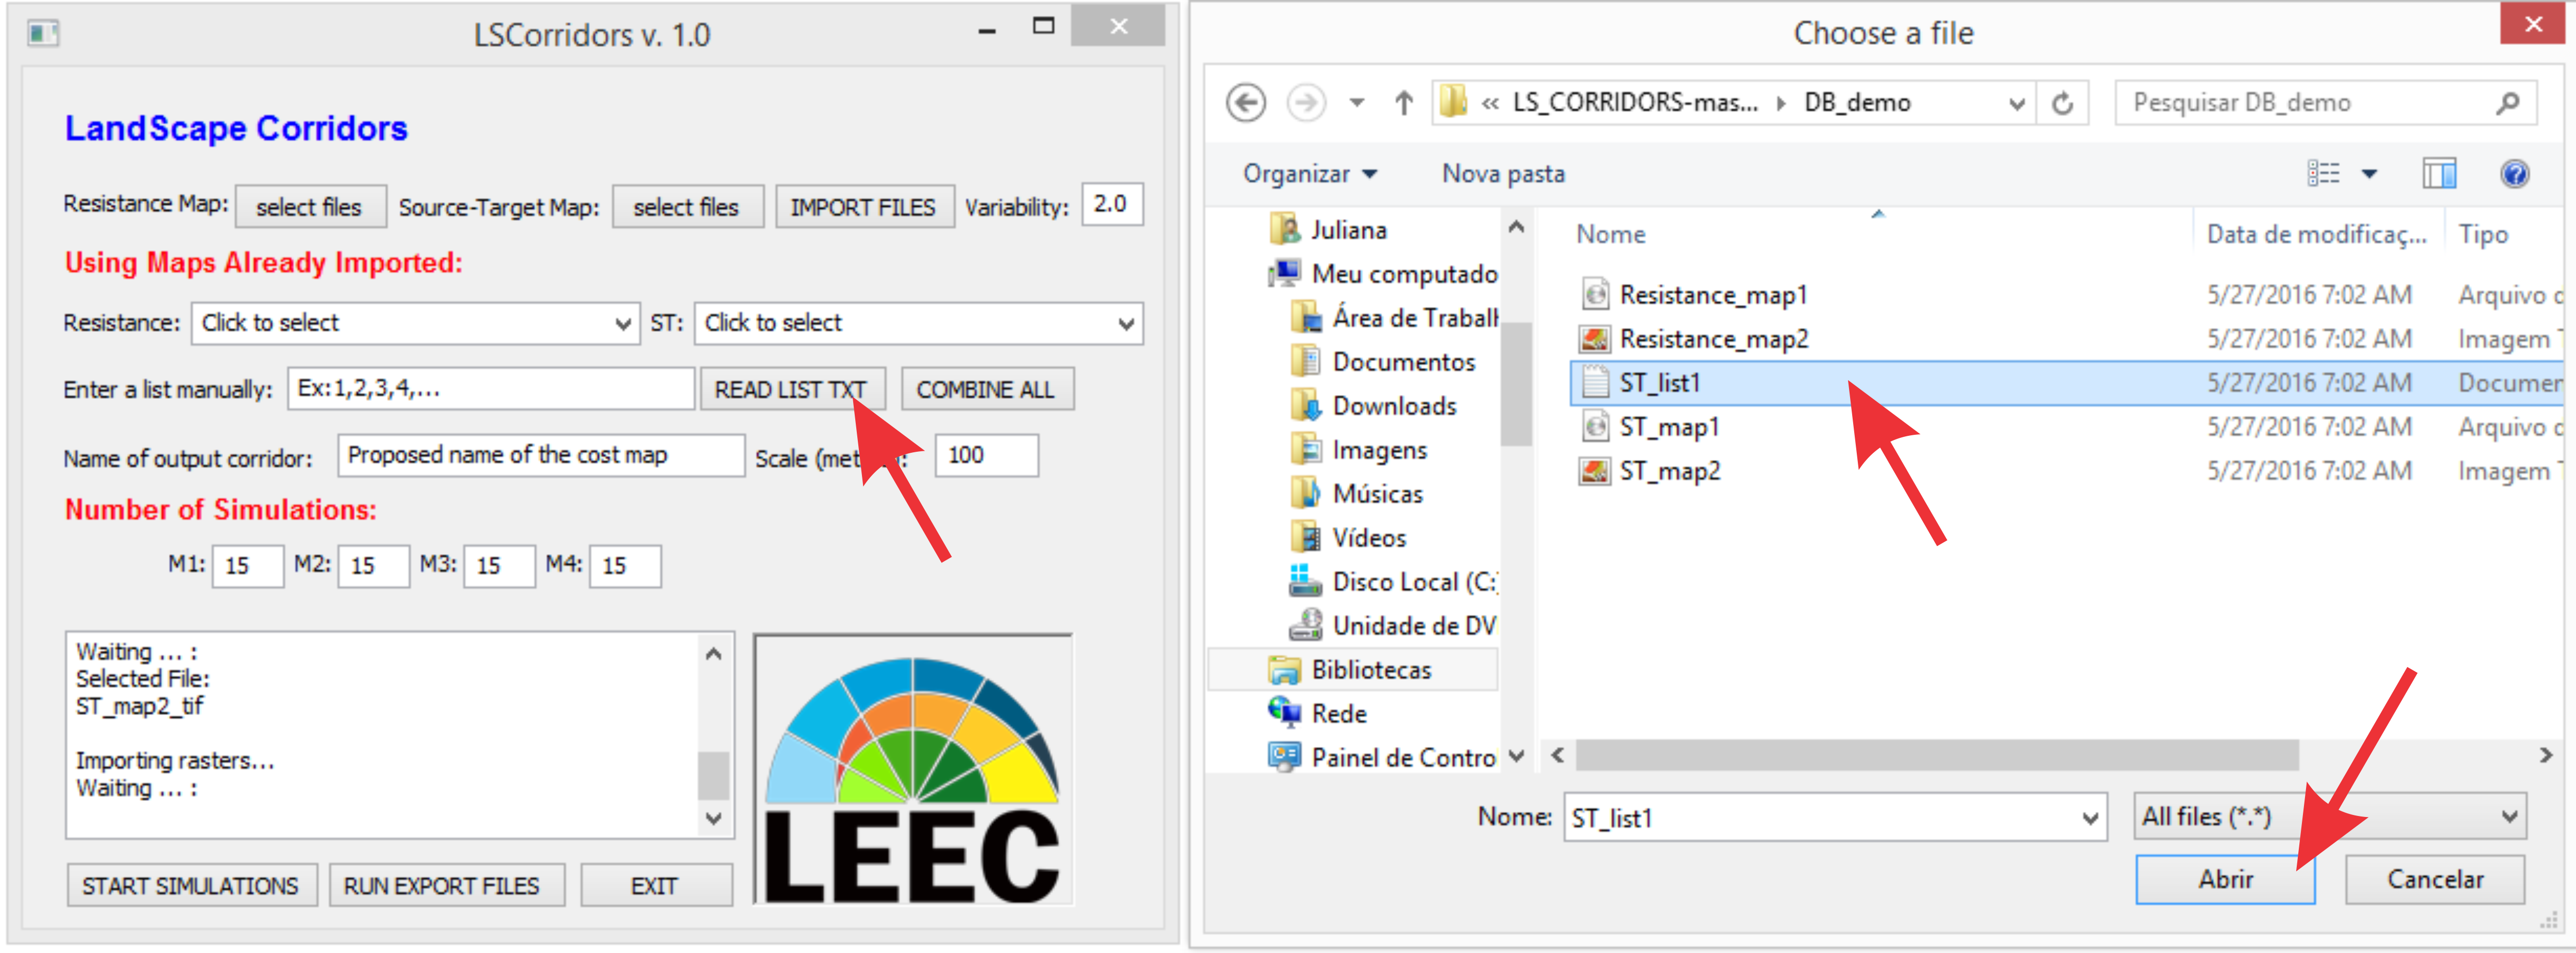 LSCorridors v. 1.0
LandScape Corridors
Resistance Map: select files Source-Target Map: select files IMPORT FILES Variability: 2.0
Using Maps Already Imported:
Resistance: Click to select ST: Click to select
Enter a list manually: Ex:1,2,3,4,... READ LIST TXT COMBINE ALL
Name of output corridor: Proposed name of the cost map Scale 100
Number of Simulations:
M1: 15 M2: 15 M3: 15 M4: 15
Waiting ... :
Selected File:
ST_map2_tif
Importing rasters...
Waiting ... :
START SIMULATIONS RUN EXPORT FILES EXIT
LEEC
Choose a file
« LS_CORRIDORS-mas... DB_demo Pesquisar DB_demo
Organizar Nova pasta
Juliana
Meu computado
Área de Trabalh
Documentos
Downloads
Imagens
Músicas
Vídeos
Disco Local (C:)
Unidade de DV
Bibliotecas
Rede
Painel de Contro
Nome Data de modificaç... Tipo
Resistance_map1 5/27/2016 7:02 AM Arquivo d
Resistance_map2 5/27/2016 7:02 AM Imagem T
ST_list1 5/27/2016 7:02 AM Documen
ST_map1 5/27/2016 7:02 AM Arquivo d
ST_map2 5/27/2016 7:02 AM Imagem T
Nome: ST_list1 All files (*.*)
Abrir Cancelar